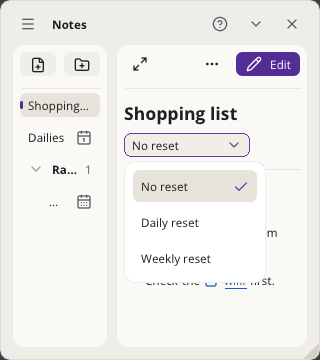 Notes
Edit
Shopping...
Dailies
Ra... 1
...
Shopping list
No reset
No reset
Daily reset
Weekly reset
m
Check the wiki first.